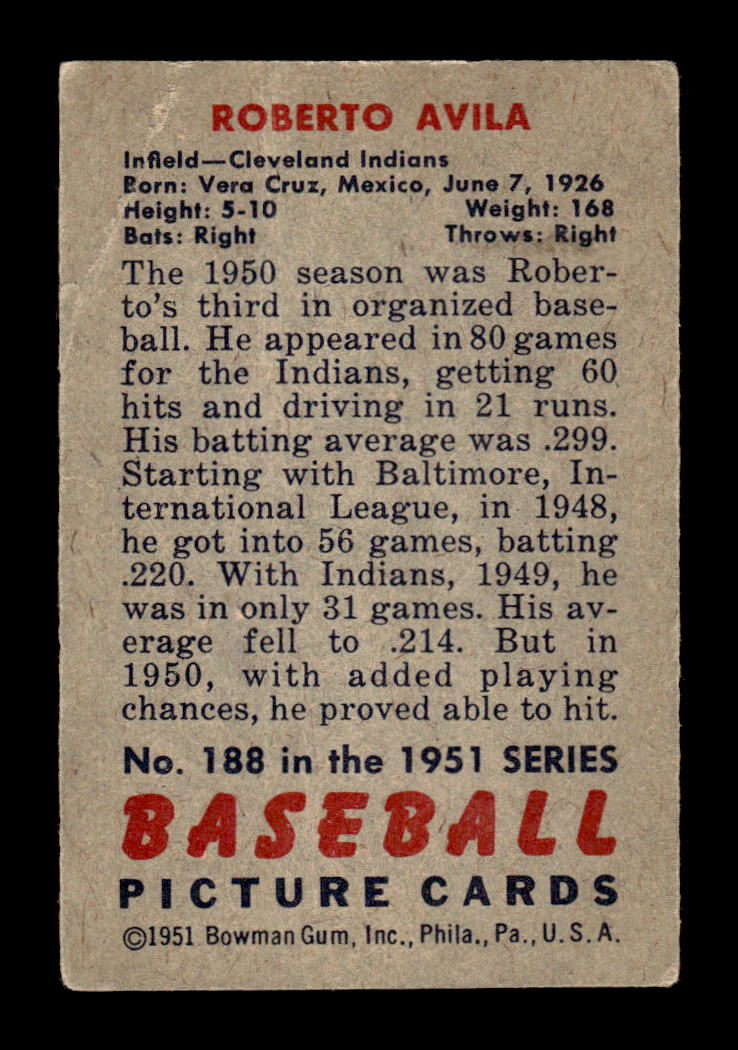 ROBERTO AVILA
Infield—Cleveland Indians
Born: Vera Cruz, Mexico, June 7, 1926
Height: 5-10 Weight: 168
Bats: Right Throws: Right
The 1950 season was Rober-
to's third in organized base-
ball. He appeared in 80 games
for the Indians, getting 60
hits and driving in 21 runs.
His batting average was .299.
Starting with Baltimore, In-
ternational League, in 1948,
he got into 56 games, batting
.220. With Indians, 1949, he
was in only 31 games. His av-
erage fell to .214. But in
1950, with added playing
chances, he proved able to hit.
No. 188 in the 1951 SERIES
BASEBALL
PICTURE CARDS
©1951 Bowman Gum, Inc., Phila., Pa., U.S.A.